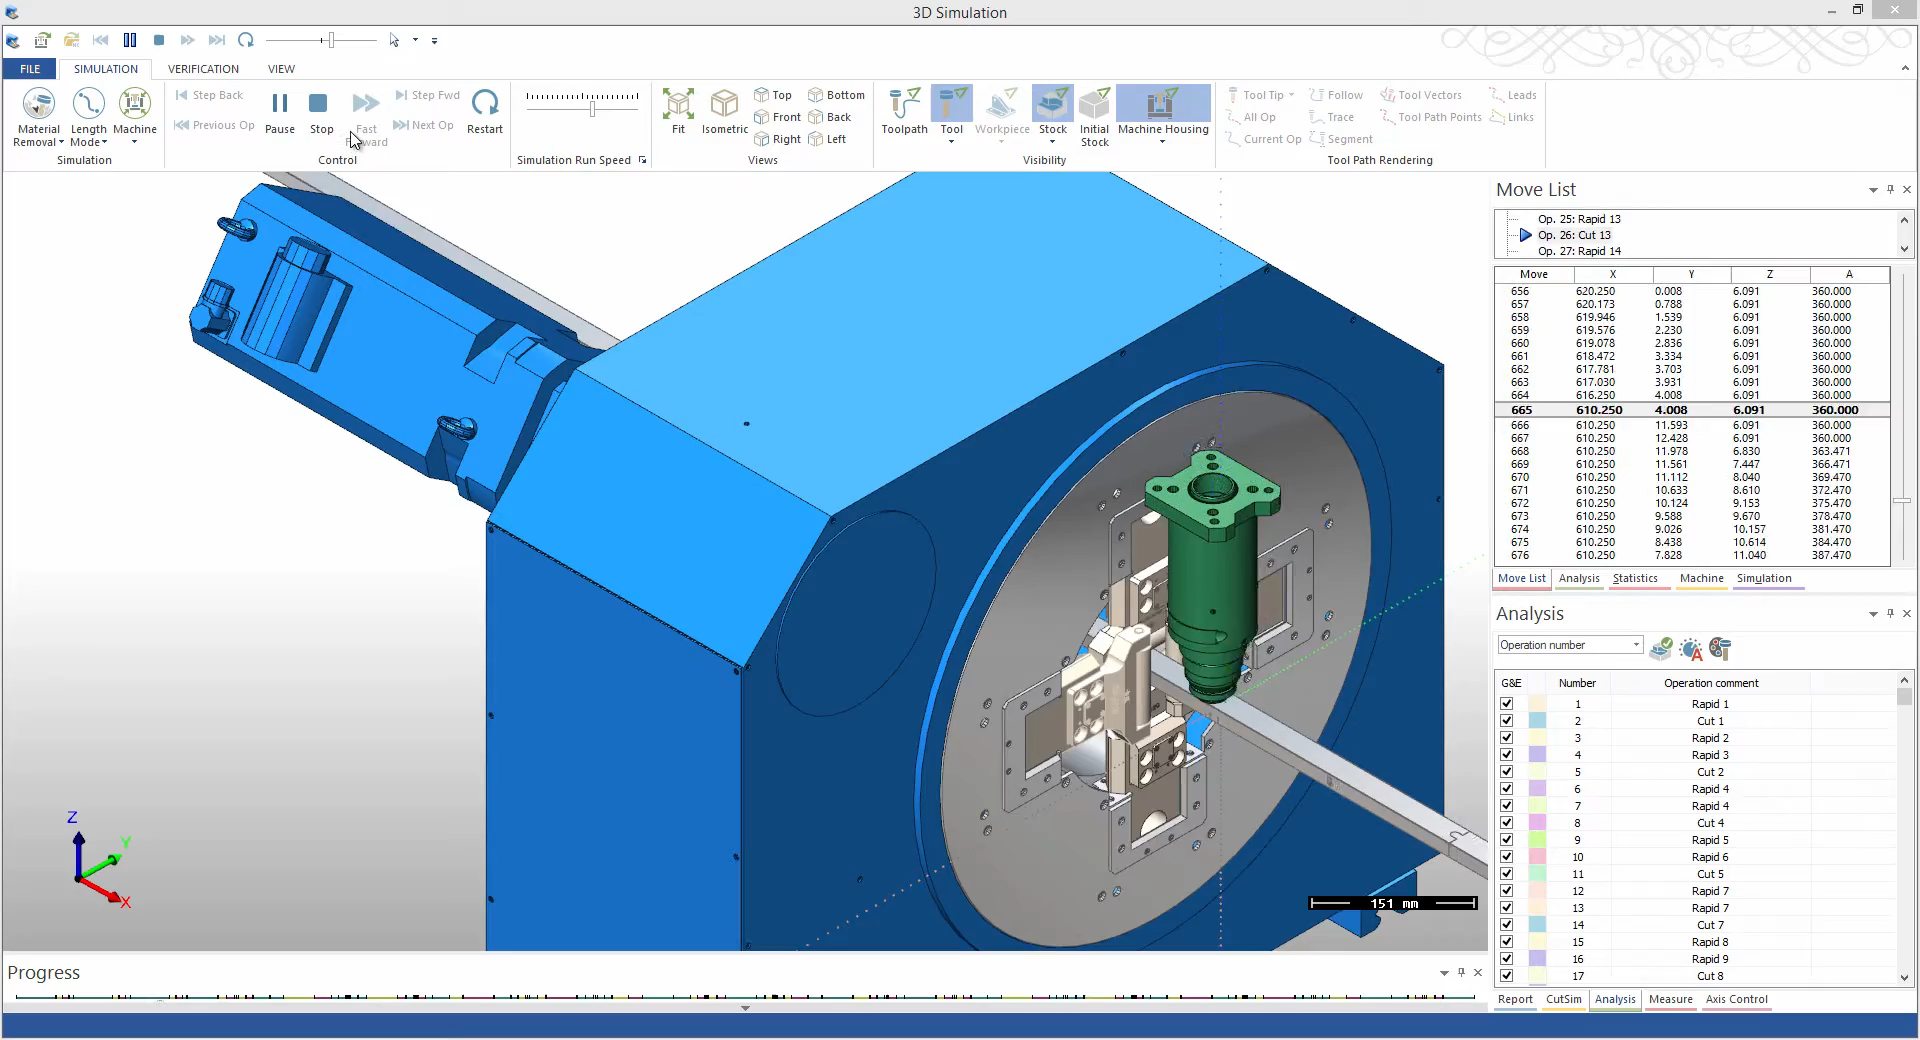 3D Simulation
FILE SIMULATION VERIFICATION VIEW
Material Removal
Length Mode
Machine
Simulation
Step Back
Previous Op
Pause
Stop
Fast Forward
Step Fwd
Next Op
Restart
Control
Simulation Run Speed
Fit
Isometric
Top
Front
Right
Bottom
Back
Left
Views
Toolpath
Tool
Workpiece
Stock
Initial Stock
Machine Housing
Visibility
Tool Tip
All Op
Current Op
Follow
Trace
Segment
Tool Vectors
Tool Path Points
Leads
Links
Tool Path Rendering
Z
Y
X
151 mm
Progress
Move List
Op. 25: Rapid 13
Op. 26: Cut 13
Op. 27: Rapid 14
Move X Y Z A
656 620.250 0.008 6.091 360.000
657 620.173 0.788 6.091 360.000
658 619.946 1.539 6.091 360.000
659 619.576 2.230 6.091 360.000
660 619.078 2.836 6.091 360.000
661 618.472 3.334 6.091 360.000
662 617.781 3.703 6.091 360.000
663 617.030 3.931 6.091 360.000
664 616.250 4.008 6.091 360.000
665 610.250 4.008 6.091 360.000
666 610.250 11.593 6.091 360.000
667 610.250 12.428 6.091 360.000
668 610.250 11.978 6.830 363.471
669 610.250 11.561 7.447 366.471
670 610.250 11.112 8.040 369.470
671 610.250 10.633 8.610 372.470
672 610.250 10.124 9.153 375.470
673 610.250 9.588 9.670 378.470
674 610.250 9.026 10.157 381.470
675 610.250 8.438 10.614 384.470
676 610.250 7.828 11.040 387.470
Move List Analysis Statistics Machine Simulation
Analysis
Operation number
G&E Number Operation comment
1 Rapid 1
2 Cut 1
3 Rapid 2
4 Rapid 3
5 Cut 2
6 Rapid 4
7 Rapid 4
8 Cut 4
9 Rapid 5
10 Rapid 6
11 Cut 5
12 Rapid 7
13 Rapid 7
14 Cut 7
15 Rapid 8
16 Rapid 9
17 Cut 8
Report CutSim Analysis Measure Axis Control